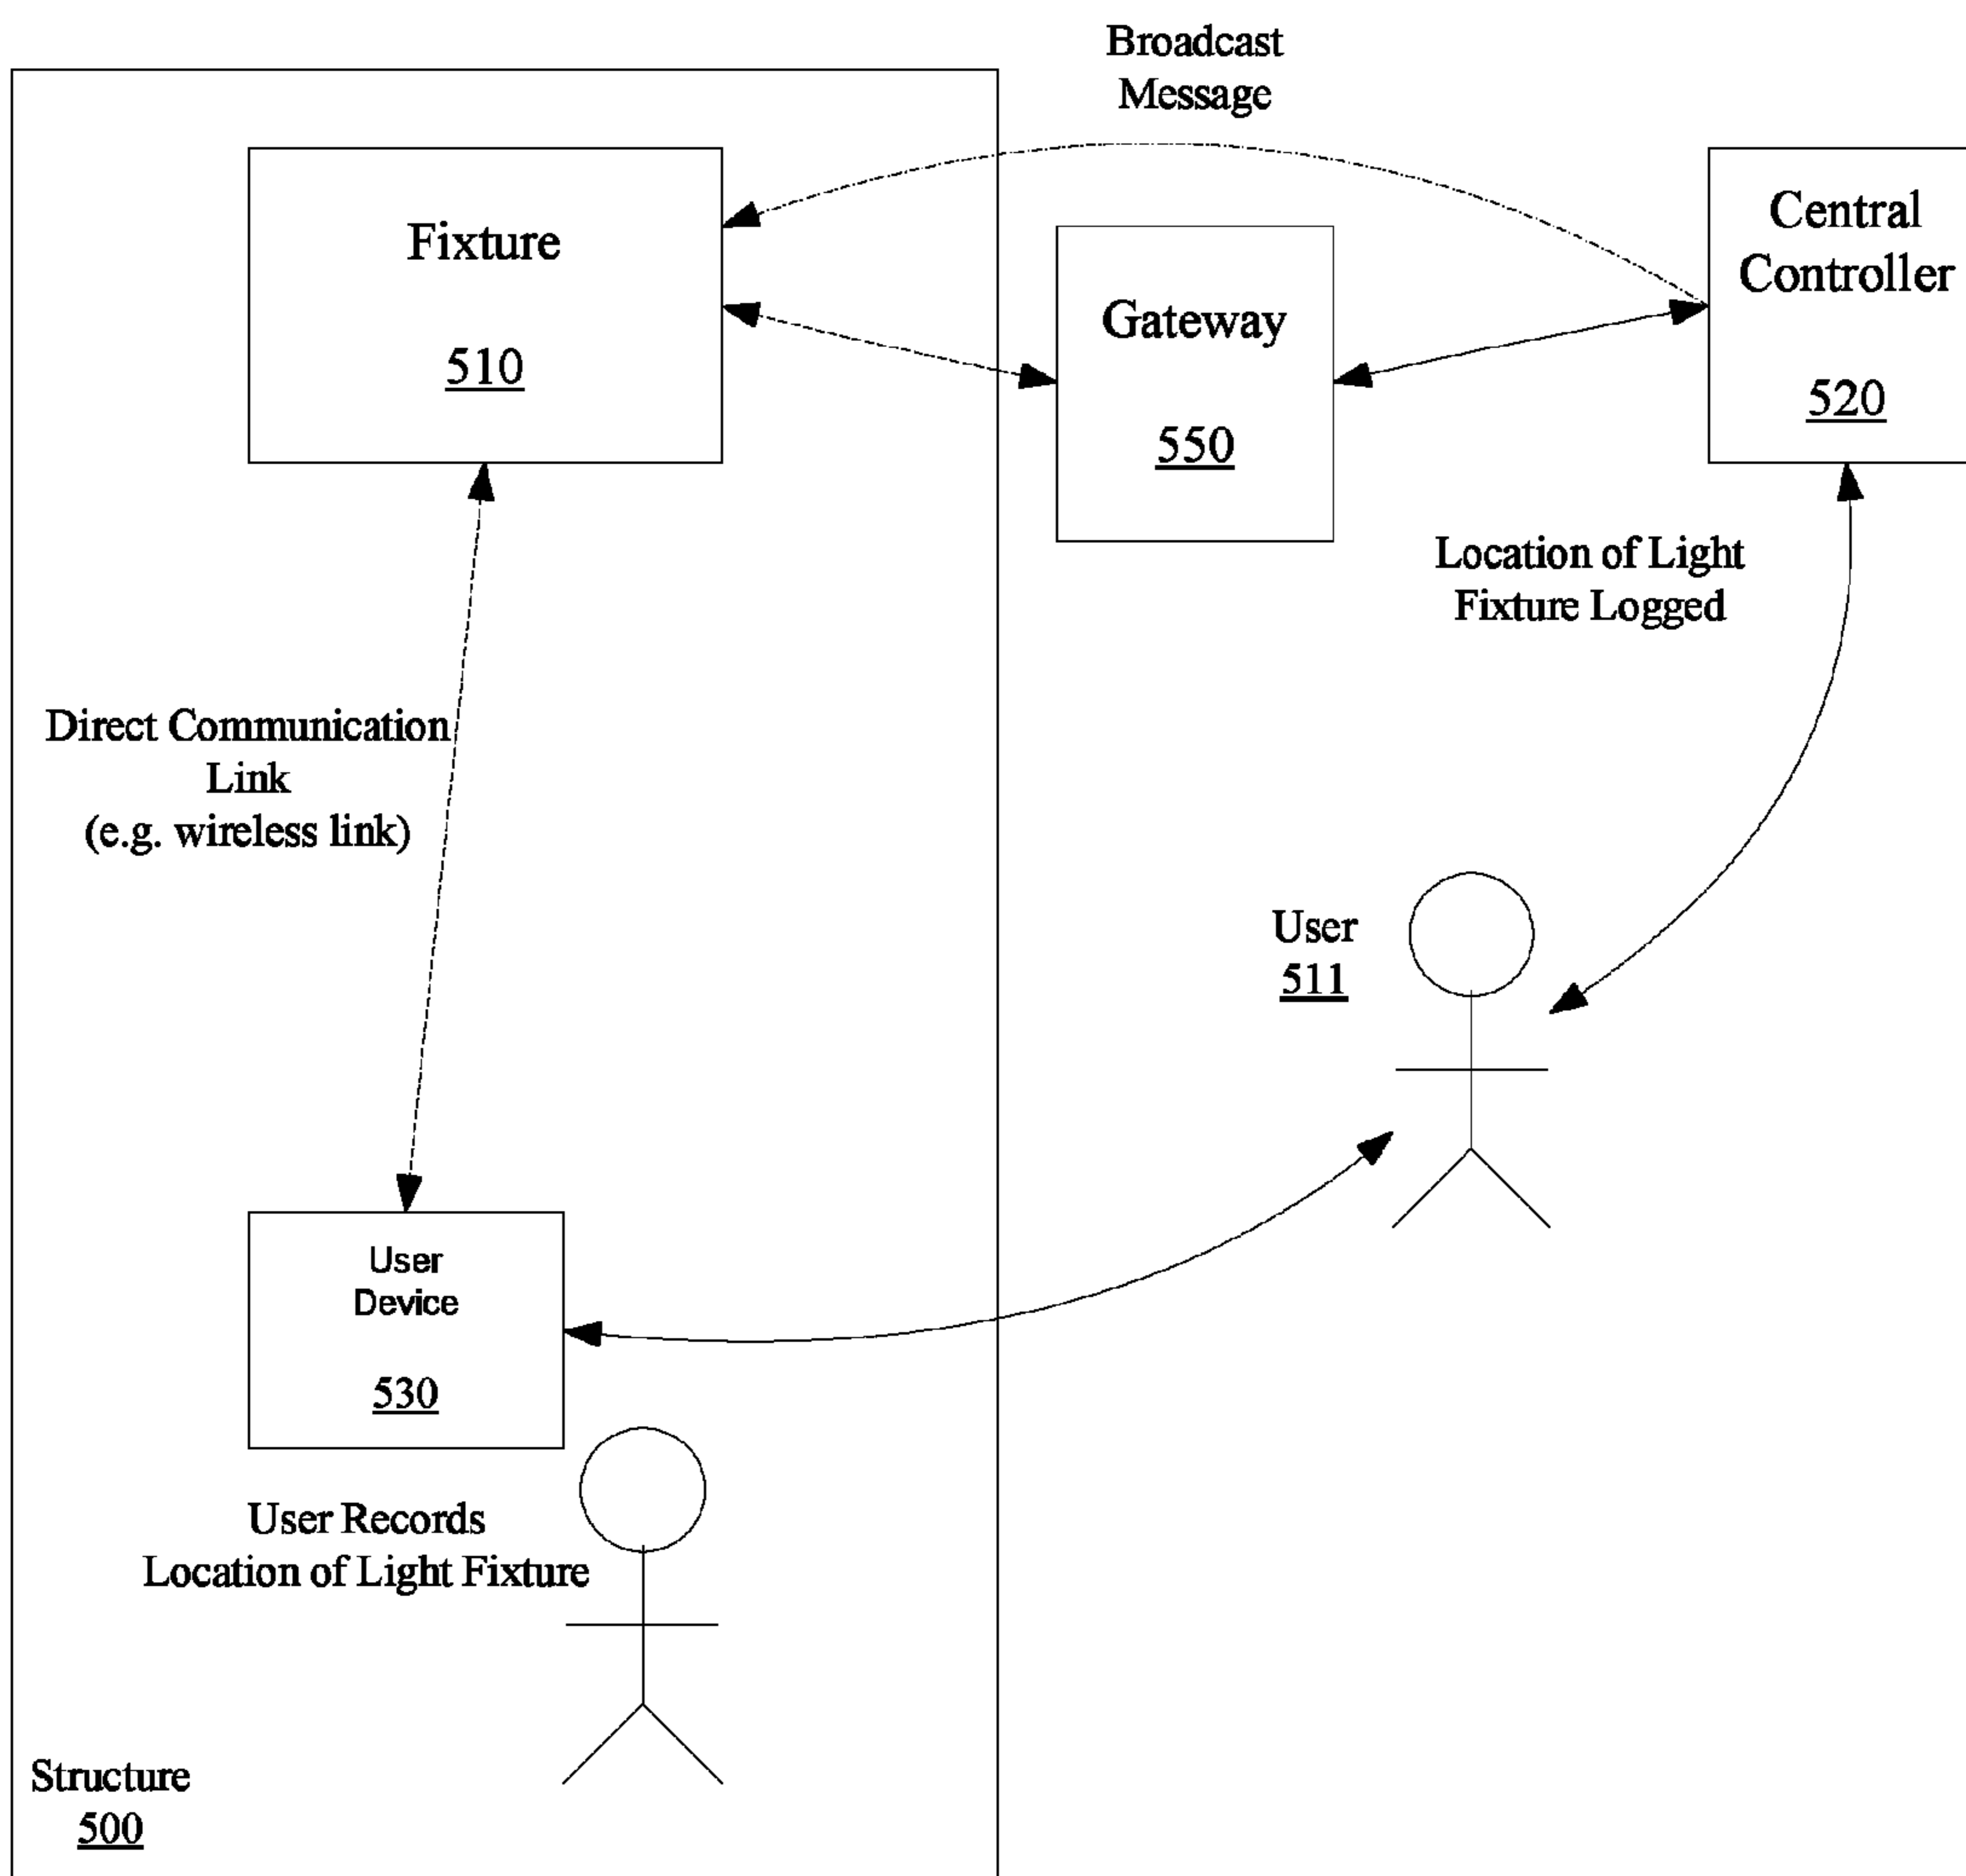 Broadcast
Message
Fixture
510
Gateway
550
Central
Controller
520
Location of Light
Fixture Logged
Direct Communication
Link
(e.g. wireless link)
User
511
User
Device
530
User Records
Location of Light Fixture
Structure
500